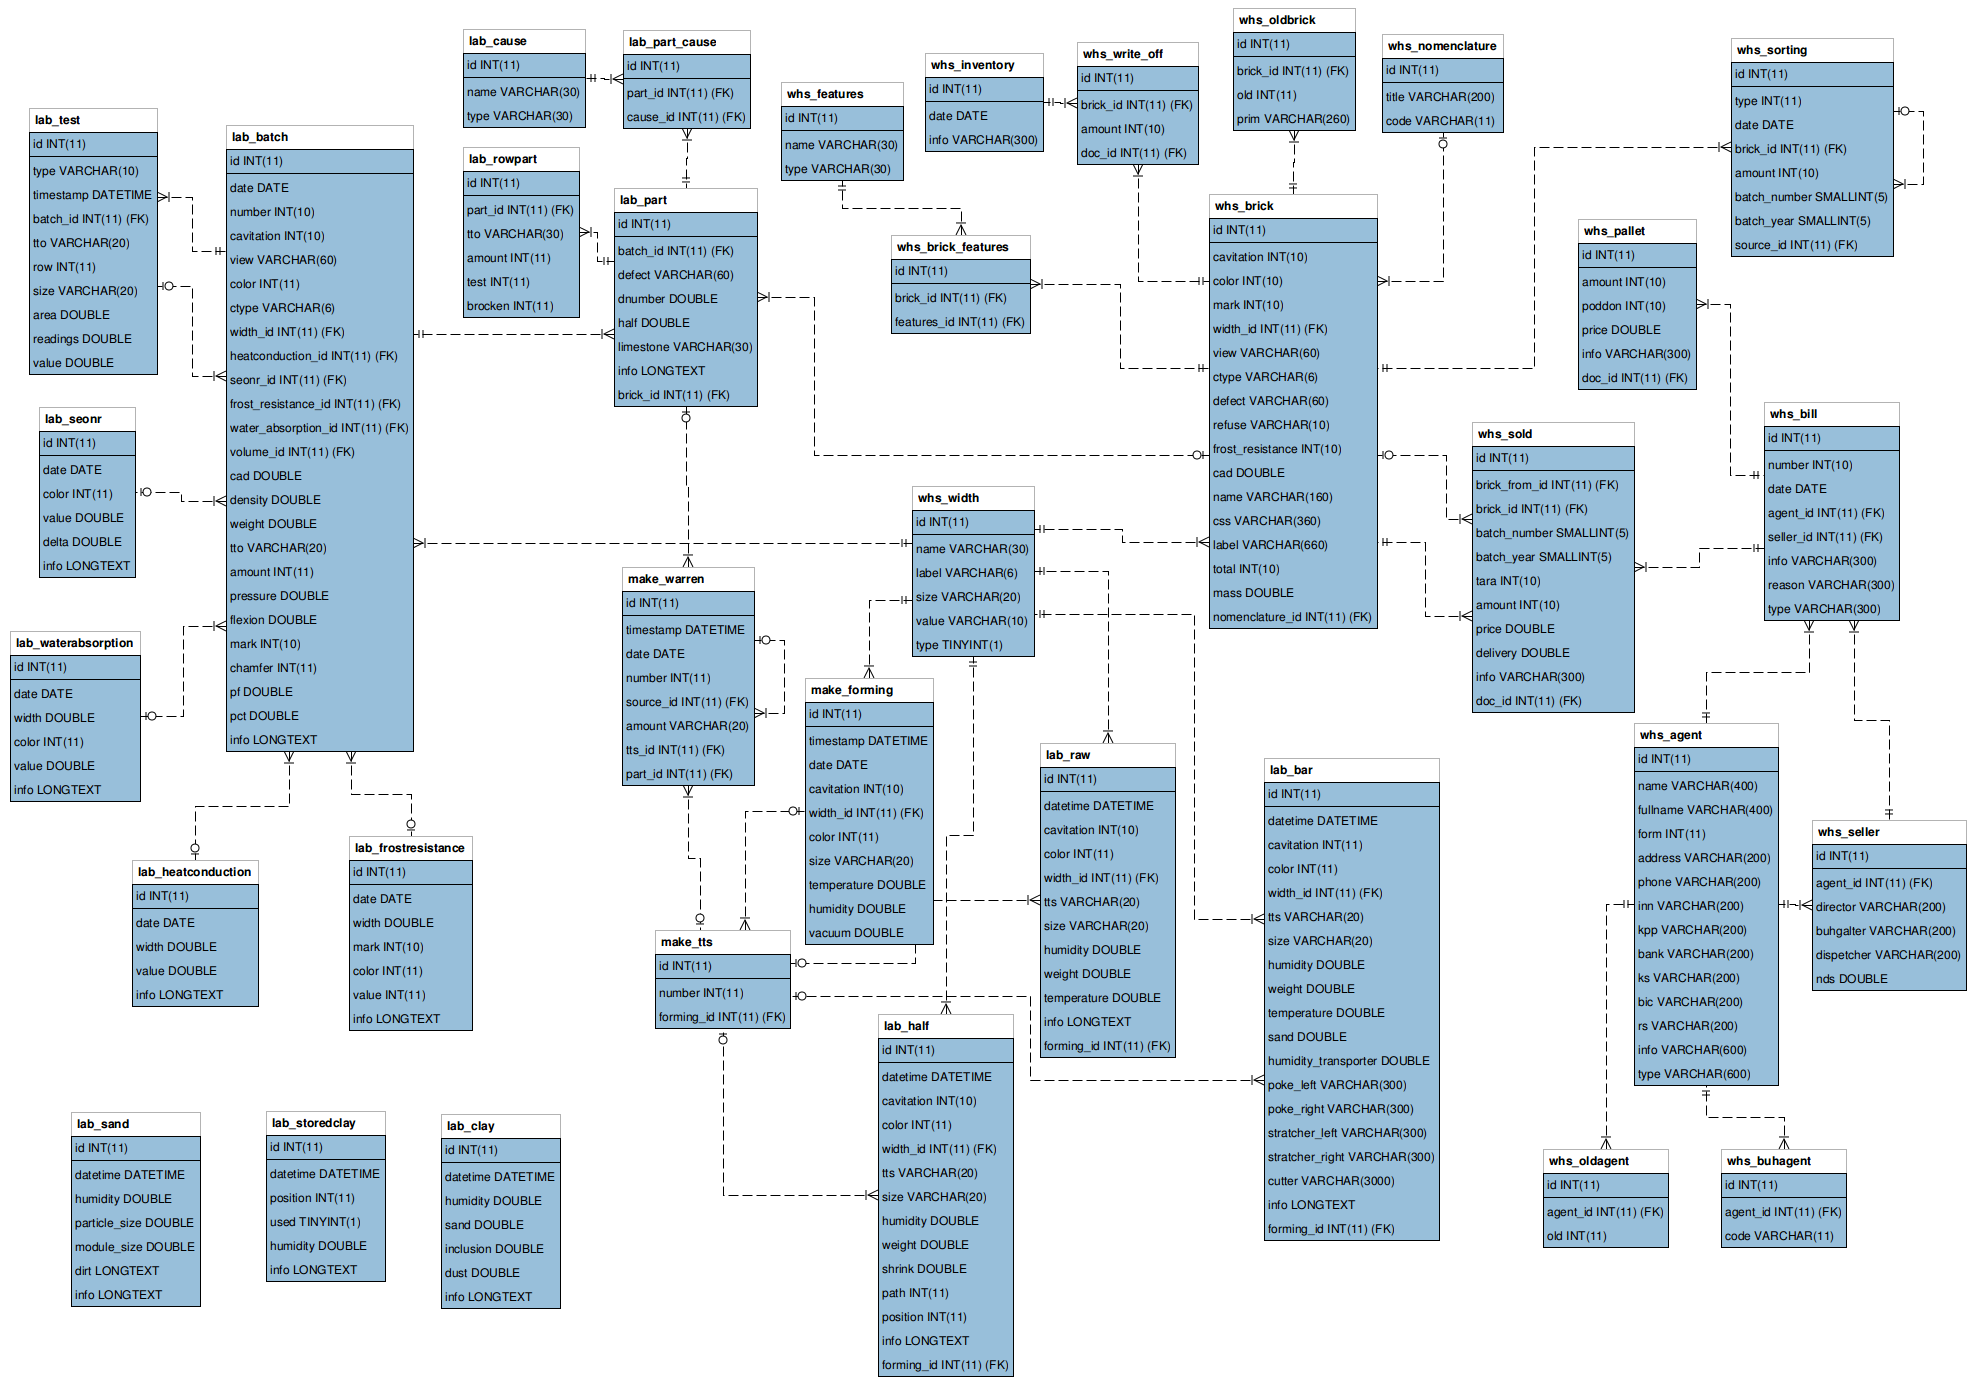 lab_test
id INT(11)
type VARCHAR(10)
timestamp DATETIME
batch_id INT(11) (FK)
tto VARCHAR(20)
row INT(11)
size VARCHAR(20)
area DOUBLE
readings DOUBLE
value DOUBLE
lab_seonr
id INT(11)
date DATE
color INT(11)
value DOUBLE
delta DOUBLE
info LONGTEXT
lab_waterabsorption
id INT(11)
date DATE
width DOUBLE
color INT(11)
value DOUBLE
info LONGTEXT
lab_batch
id INT(11)
date DATE
number INT(10)
cavitation INT(10)
view VARCHAR(60)
color INT(11)
ctype VARCHAR(6)
width_id INT(11) (FK)
heatconduction_id INT(11) (FK)
seonr_id INT(11) (FK)
frost_resistance_id INT(11) (FK)
water_absorption_id INT(11) (FK)
volume_id INT(11) (FK)
cad DOUBLE
density DOUBLE
weight DOUBLE
tto VARCHAR(20)
amount INT(11)
pressure DOUBLE
flexion DOUBLE
mark INT(10)
chamfer INT(11)
pf DOUBLE
pct DOUBLE
info LONGTEXT
lab_heatconduction
id INT(11)
date DATE
width DOUBLE
value DOUBLE
info LONGTEXT
lab_frostresistance
id INT(11)
date DATE
width DOUBLE
mark INT(10)
color INT(11)
value INT(11)
info LONGTEXT
lab_sand
id INT(11)
datetime DATETIME
humidity DOUBLE
particle_size DOUBLE
module_size DOUBLE
dirt LONGTEXT
info LONGTEXT
lab_storedclay
id INT(11)
datetime DATETIME
position INT(11)
used TINYINT(1)
humidity DOUBLE
info LONGTEXT
lab_clay
id INT(11)
datetime DATETIME
humidity DOUBLE
sand DOUBLE
inclusion DOUBLE
dust DOUBLE
info LONGTEXT
lab_cause
id INT(11)
name VARCHAR(30)
type VARCHAR(30)
lab_part_cause
id INT(11)
part_id INT(11) (FK)
cause_id INT(11) (FK)
lab_rowpart
id INT(11)
part_id INT(11) (FK)
tto VARCHAR(30)
amount INT(11)
test INT(11)
brocken INT(11)
lab_part
id INT(11)
batch_id INT(11) (FK)
defect VARCHAR(60)
dnumber DOUBLE
half DOUBLE
limestone VARCHAR(30)
info LONGTEXT
brick_id INT(11) (FK)
make_warren
id INT(11)
timestamp DATETIME
date DATE
number INT(11)
source_id INT(11) (FK)
amount VARCHAR(20)
tts_id INT(11) (FK)
part_id INT(11) (FK)
make_tts
id INT(11)
number INT(11)
forming_id INT(11) (FK)
whs_features
id INT(11)
name VARCHAR(30)
type VARCHAR(30)
whs_inventory
id INT(11)
date DATE
info VARCHAR(300)
whs_write_off
id INT(11)
brick_id INT(11) (FK)
amount INT(10)
doc_id INT(11) (FK)
whs_brick_features
id INT(11)
brick_id INT(11) (FK)
features_id INT(11) (FK)
whs_width
id INT(11)
name VARCHAR(30)
label VARCHAR(6)
size VARCHAR(20)
value VARCHAR(10)
type TINYINT(1)
make_forming
id INT(11)
timestamp DATETIME
date DATE
cavitation INT(10)
width_id INT(11) (FK)
color INT(11)
size VARCHAR(20)
temperature DOUBLE
humidity DOUBLE
vacuum DOUBLE
lab_half
id INT(11)
datetime DATETIME
cavitation INT(10)
color INT(11)
width_id INT(11) (FK)
tts VARCHAR(20)
size VARCHAR(20)
humidity DOUBLE
weight DOUBLE
shrink DOUBLE
path INT(11)
position INT(11)
info LONGTEXT
forming_id INT(11) (FK)
lab_raw
id INT(11)
datetime DATETIME
cavitation INT(10)
color INT(11)
width_id INT(11) (FK)
tts VARCHAR(20)
size VARCHAR(20)
humidity DOUBLE
weight DOUBLE
temperature DOUBLE
info LONGTEXT
forming_id INT(11) (FK)
whs_oldbrick
id INT(11)
brick_id INT(11) (FK)
old INT(11)
prim VARCHAR(260)
whs_nomenclature
id INT(11)
title VARCHAR(200)
code VARCHAR(11)
whs_brick
id INT(11)
cavitation INT(10)
color INT(10)
mark INT(10)
width_id INT(11) (FK)
view VARCHAR(60)
ctype VARCHAR(6)
defect VARCHAR(60)
refuse VARCHAR(10)
frost_resistance INT(10)
cad DOUBLE
name VARCHAR(160)
css VARCHAR(360)
label VARCHAR(660)
total INT(10)
mass DOUBLE
nomenclature_id INT(11) (FK)
lab_bar
id INT(11)
datetime DATETIME
cavitation INT(11)
color INT(11)
width_id INT(11) (FK)
tts VARCHAR(20)
size VARCHAR(20)
humidity DOUBLE
weight DOUBLE
temperature DOUBLE
sand DOUBLE
humidity_transporter DOUBLE
poke_left VARCHAR(300)
poke_right VARCHAR(300)
stratcher_left VARCHAR(300)
stratcher_right VARCHAR(300)
cutter VARCHAR(3000)
info LONGTEXT
forming_id INT(11) (FK)
whs_sorting
id INT(11)
type INT(11)
date DATE
brick_id INT(11) (FK)
amount INT(10)
batch_number SMALLINT(5)
batch_year SMALLINT(5)
source_id INT(11) (FK)
whs_pallet
id INT(11)
amount INT(10)
poddon INT(10)
price DOUBLE
info VARCHAR(300)
doc_id INT(11) (FK)
whs_sold
id INT(11)
brick_from_id INT(11) (FK)
brick_id INT(11) (FK)
batch_number SMALLINT(5)
batch_year SMALLINT(5)
tara INT(10)
amount INT(10)
price DOUBLE
delivery DOUBLE
info VARCHAR(300)
doc_id INT(11) (FK)
whs_bill
id INT(11)
number INT(10)
date DATE
agent_id INT(11) (FK)
seller_id INT(11) (FK)
info VARCHAR(300)
reason VARCHAR(300)
type VARCHAR(300)
whs_agent
id INT(11)
name VARCHAR(400)
fullname VARCHAR(400)
form INT(11)
address VARCHAR(200)
phone VARCHAR(200)
inn VARCHAR(200)
kpp VARCHAR(200)
bank VARCHAR(200)
ks VARCHAR(200)
bic VARCHAR(200)
rs VARCHAR(200)
info VARCHAR(600)
type VARCHAR(600)
whs_seller
id INT(11)
agent_id INT(11) (FK)
director VARCHAR(200)
buhgalter VARCHAR(200)
dispetcher VARCHAR(200)
nds DOUBLE
whs_oldagent
id INT(11)
agent_id INT(11) (FK)
old INT(11)
whs_buhagent
id INT(11)
agent_id INT(11) (FK)
code VARCHAR(11)